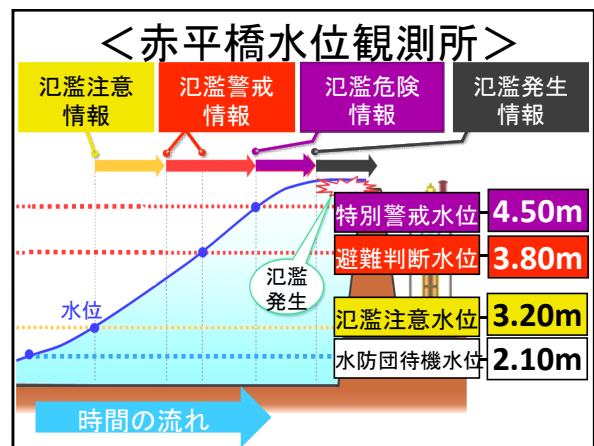 ＜赤平橋水位観測所＞
氾濫注意
情報
氾濫警戒
情報
氾濫危険
情報
氾濫発生
情報
特別警戒水位
4.50m
避難判断水位
3.80m
氾濫
発生
水位
氾濫注意水位
3.20m
水防団待機水位
2.10m
時間の流れ